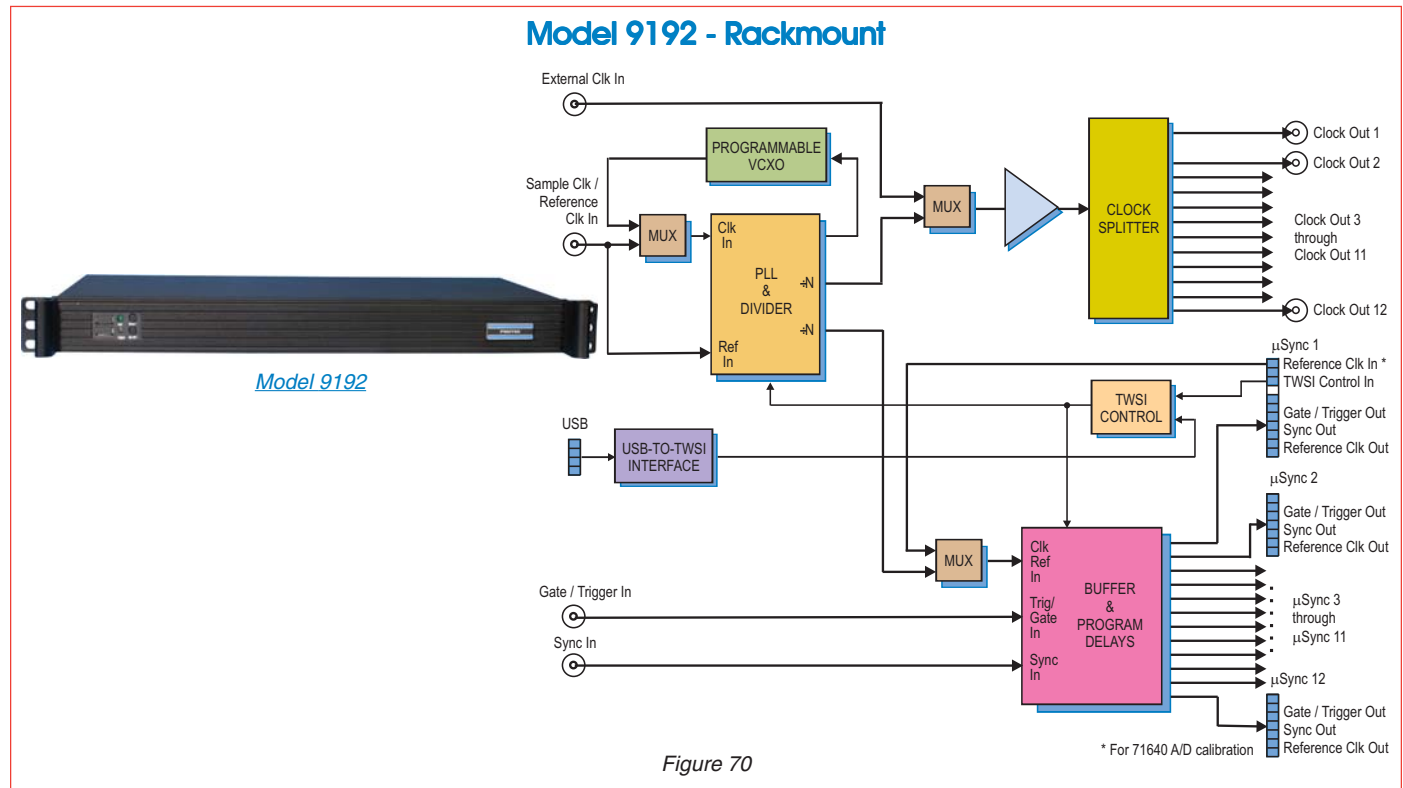 Model 9192 - Rackmount
External Clk In
PROGRAMMABLE
VCXO
Sample Clk /
Reference
Clk In
MUX
Clk
In
PLL
&
DIVIDER
÷N
÷N
Ref
In
MUX
CLOCK
SPLITTER
Clock Out 1
Clock Out 2
Clock Out 3
through
Clock Out 11
Clock Out 12
Model 9192
USB
USB-TO-TWSI
INTERFACE
TWSI
CONTROL
μSync 1
Reference Clk In *
TWSI Control In
Gate / Trigger Out
Sync Out
Reference Clk Out
μSync 2
Gate / Trigger Out
Sync Out
Reference Clk Out
MUX
Clk
Ref
In
Trig/
Gate
In
Sync
In
BUFFER
&
PROGRAM
DELAYS
Gate / Trigger In
Sync In
μSync 3
through
μSync 11
μSync 12
Gate / Trigger Out
Sync Out
Reference Clk Out
* For 71640 A/D calibration
Figure 70